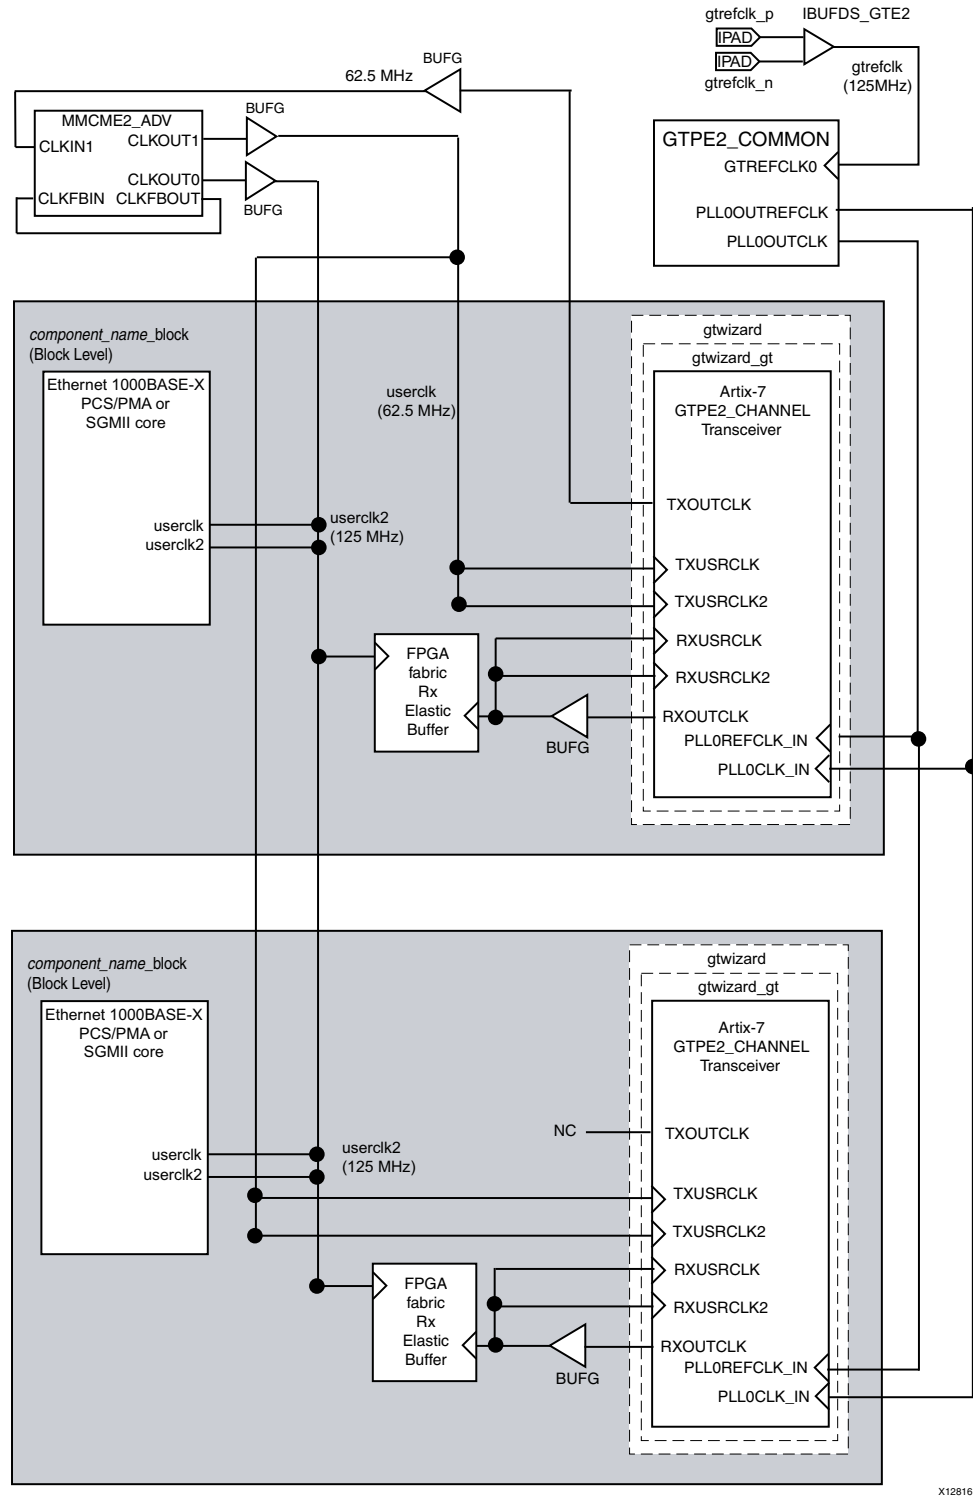 gtrefclk_p
IBUFDS_GTE2
IPAD
IPAD
gtrefclk_n
gtrefclk
(125MHz)
BUFG
62.5 MHz
BUFG
MMCME2_ADV
CLKIN1
CLKOUT1
CLKOUT0
CLKFBIN
CLKFBOUT
BUFG
GTPE2_COMMON
GTREFCLK0
PLL0OUTREFCLK
PLL0OUTCLK
component_name_block
(Block Level)
Ethernet 1000BASE-X
PCS/PMA or
SGMII core
userclk
userclk2
userclk2
(125 MHz)
userclk
(62.5 MHz)
gtwizard
gtwizard_gt
Artix-7
GTPE2_CHANNEL
Transceiver
TXOUTCLK
TXUSRCLK
TXUSRCLK2
RXUSRCLK
RXUSRCLK2
RXOUTCLK
PLL0REFCLK_IN
PLL0CLK_IN
FPGA
fabric
Rx
Elastic
Buffer
BUFG
component_name_block
(Block Level)
Ethernet 1000BASE-X
PCS/PMA or
SGMII core
userclk
userclk2
userclk2
(125 MHz)
gtwizard
gtwizard_gt
Artix-7
GTPE2_CHANNEL
Transceiver
NC
TXOUTCLK
TXUSRCLK
TXUSRCLK2
RXUSRCLK
RXUSRCLK2
RXOUTCLK
PLL0REFCLK_IN
PLL0CLK_IN
FPGA
fabric
Rx
Elastic
Buffer
BUFG
X12816